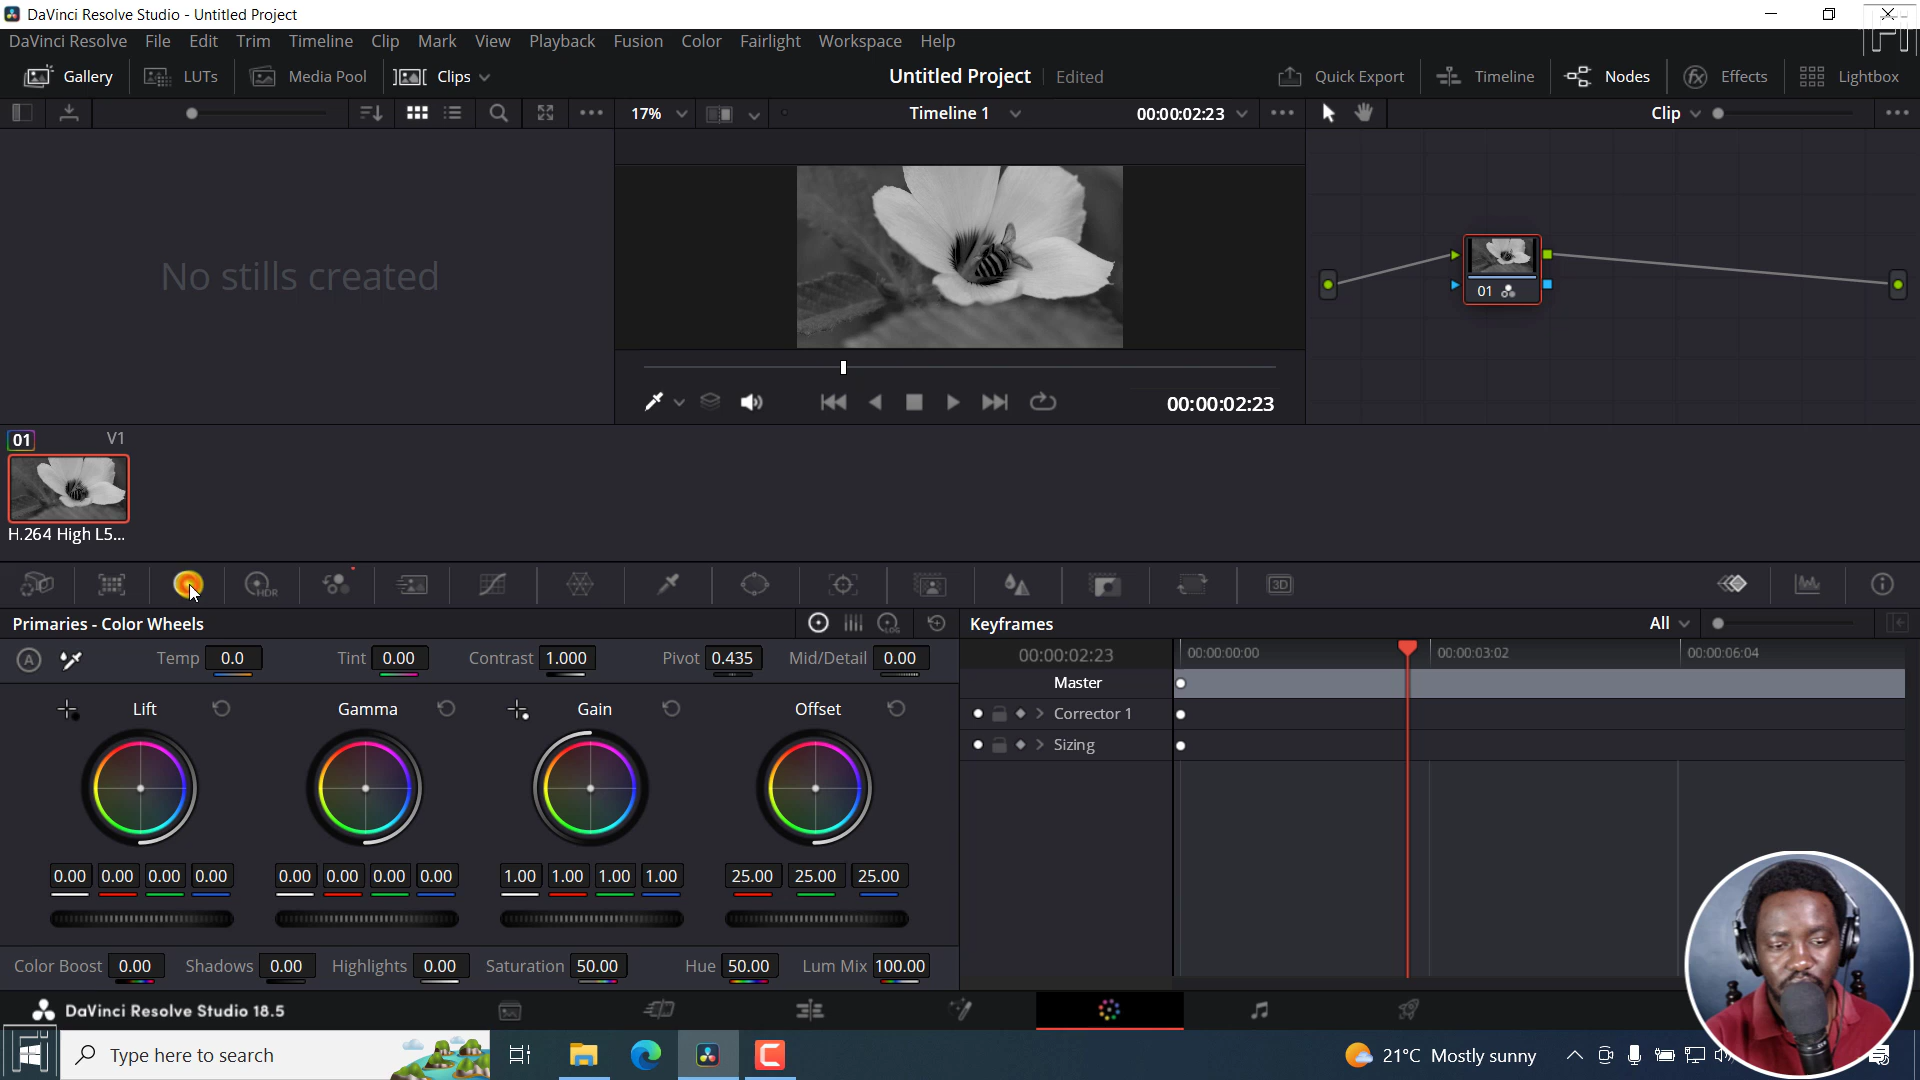 DaVinci Resolve Studio - Untitled Project
DaVinci Resolve File Edit Trim Timeline Clip Mark View Playback Fusion Color Fairlight Workspace Help
Gallery LUTs Media Pool Clips Untitled Project Edited Quick Export Timeline Nodes Effects Lightbox
17% Timeline 1 00:00:02:23 Clip
No stills created
01
00:00:02:23
01 V1
H.264 High L5...
HDR 3D
Primaries - Color Wheels LOG Keyframes All
A Temp 0.0 Tint 0.00 Contrast 1.000 Pivot 0.435 Mid/Detail 0.00
00:00:02:23 00:00:00:00 00:00:03:02 00:00:06:04
Master
Lift Gamma Gain Offset
Corrector 1
Sizing
0.00 0.00 0.00 0.00 0.00 0.00 0.00 0.00 1.00 1.00 1.00 1.00 25.00 25.00 25.00
Color Boost 0.00 Shadows 0.00 Highlights 0.00 Saturation 50.00 Hue 50.00 Lum Mix 100.00
DaVinci Resolve Studio 18.5
Type here to search 21°C Mostly sunny